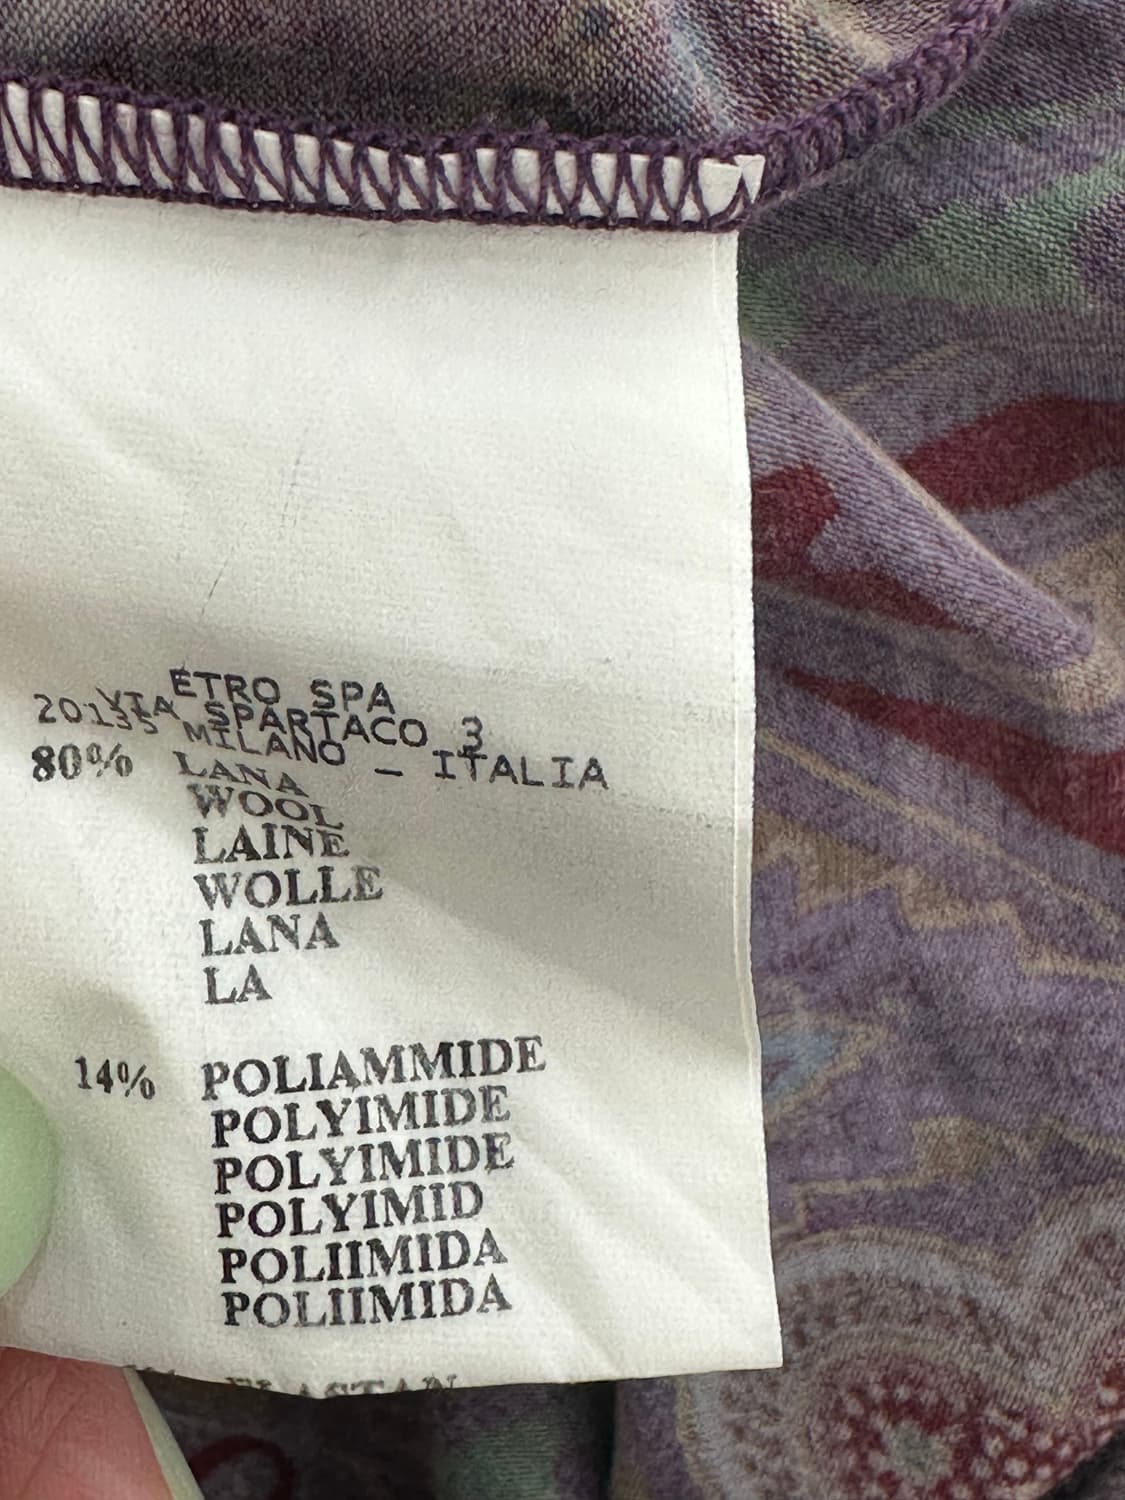 ETRO SPA
VIA SPARTACO 3
20135 MILANO - ITALIA
80% LANA
WOOL
LAINE
WOLLE
LANA
LA
14% POLIAMMIDE
POLYIMIDE
POLYIMIDE
POLYIMID
POLIIMIDA
POLIIMIDA
ELASTAN